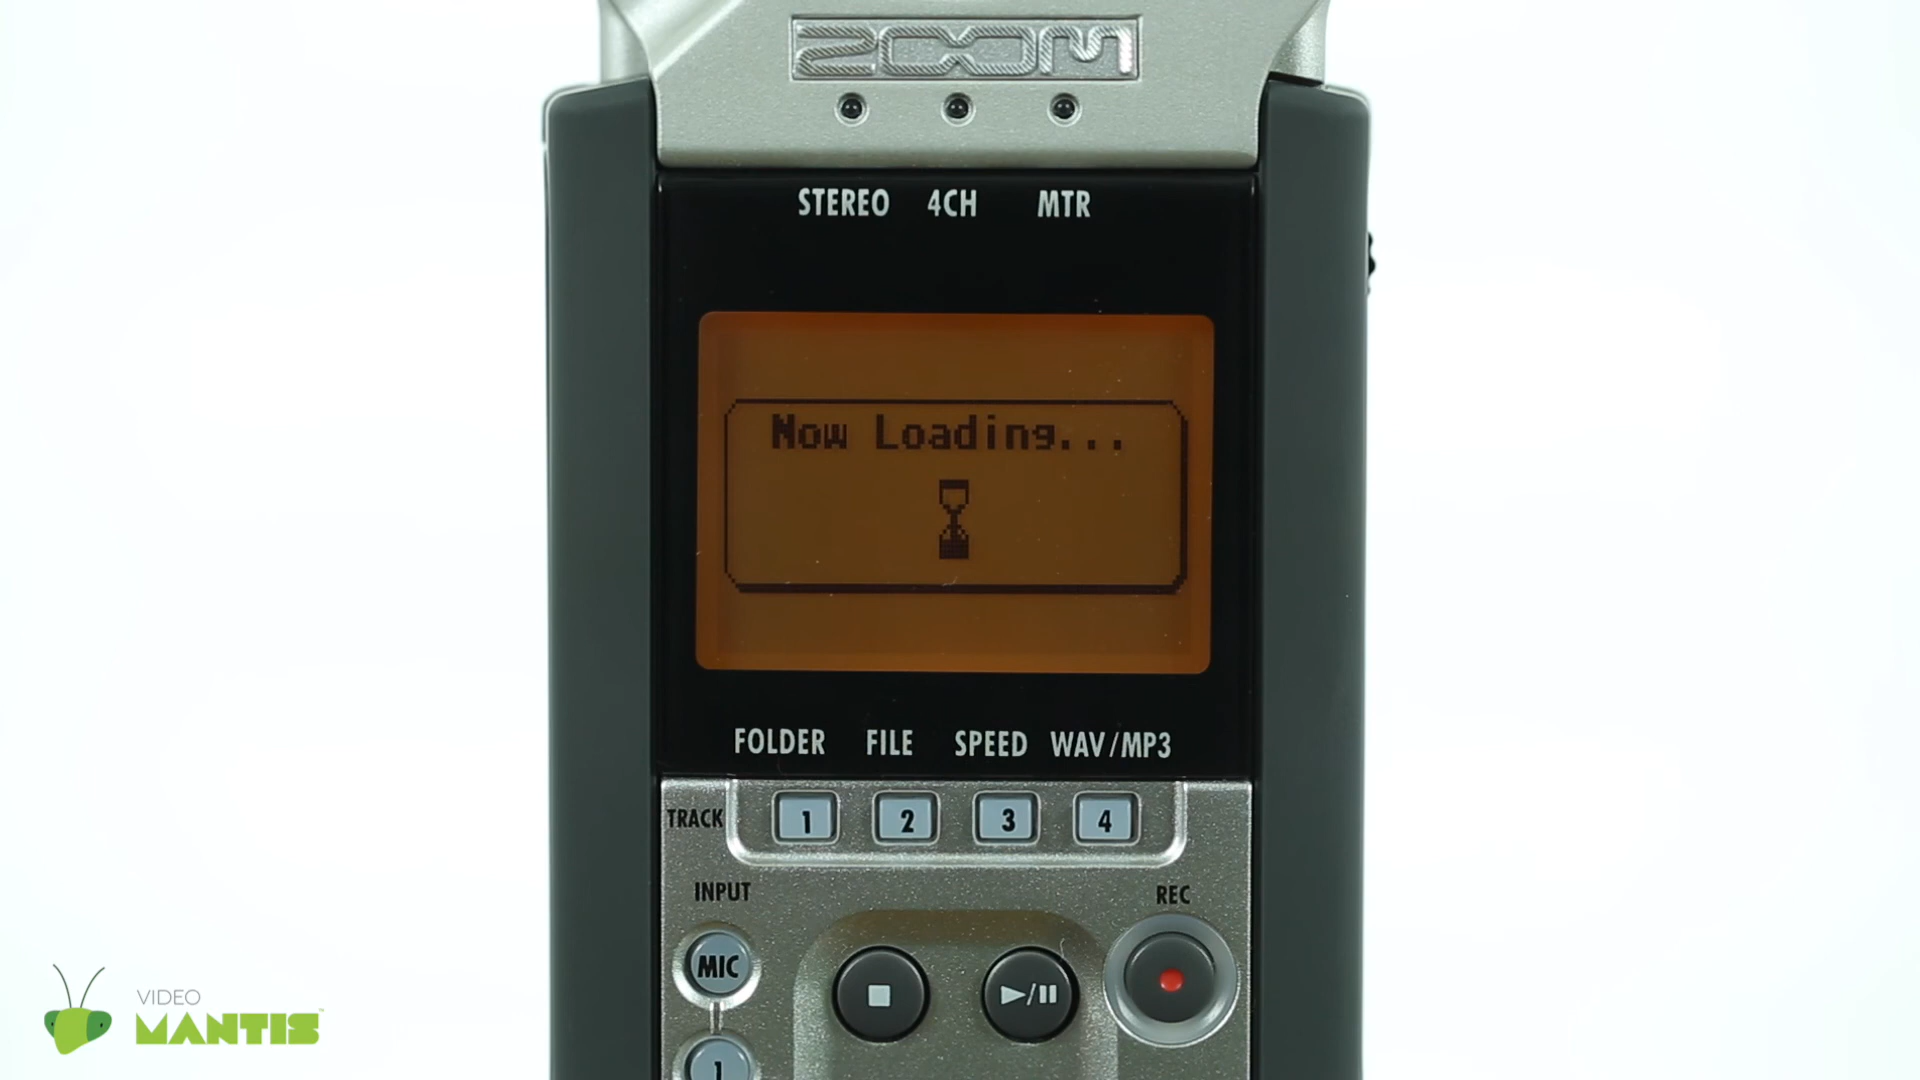 ZOOM
STEREO 4CH MTR
Now Loading...
FOLDER FILE SPEED WAV/MP3
TRACK 1 2 3 4
INPUT REC
MIC
1
VIDEO
MANTIS™